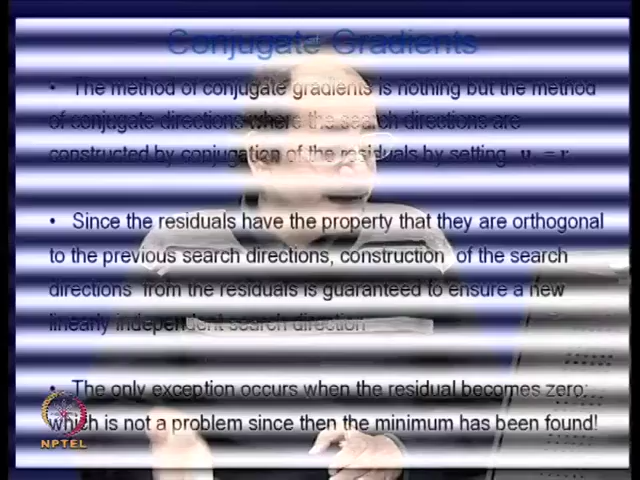 Conjugate Gradients
• The method of conjugate gradients is nothing but the method
of conjugate directions where the search directions are
constructed by conjugation of the residuals by setting u = r
• Since the residuals have the property that they are orthogonal
to the previous search directions, construction of the search
directions from the residuals is guaranteed to ensure a new
linearly independent search direction
• The only exception occurs when the residual becomes zero,
which is not a problem since then the minimum has been found!
NPTEL